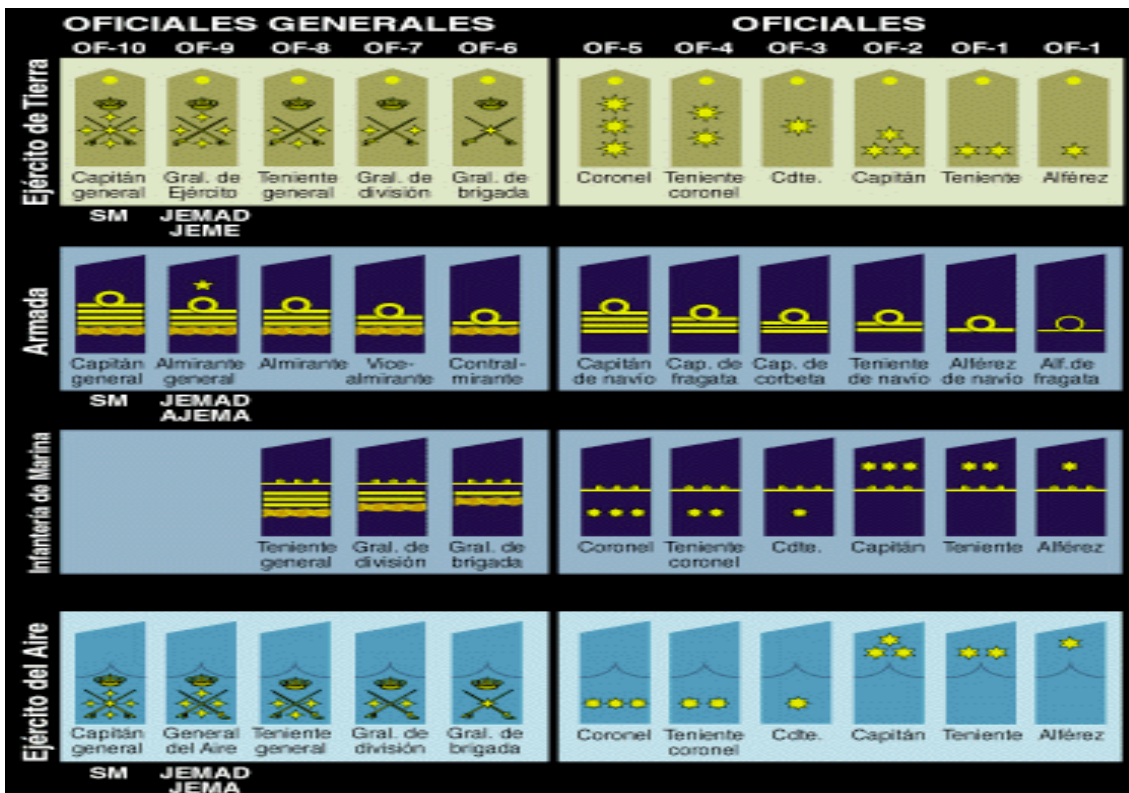 OFICIALES GENERALES OFICIALES
OF-10 OF-9 OF-8 OF-7 OF-6 OF-5 OF-4 OF-3 OF-2 OF-1 OF-1
Ejército de Tierra
Capitán Gral. de Teniente Gral. de Gral. de Coronel Teniente Cdte. Capitán Teniente Alférez
general Ejército general división brigada coronel
SM JEMAD
JEME
Armada
Capitán Almirante Almirante Vice- Contral- Capitán Cap. de Cap. de Teniente Alférez Alf.de
general general almirante mirante de navío fragata corbeta de navío de navío fragata
SM JEMAD
AJEMA
Infantería de Marina
Teniente Gral. de Gral. de Coronel Teniente Cdte. Capitán Teniente Alférez
general división brigada coronel
Ejército del Aire
Capitán General Teniente Gral. de Gral. de Coronel Teniente Cdte. Capitán Teniente Alférez
general del Aire general división brigada coronel
SM JEMAD
JEMA